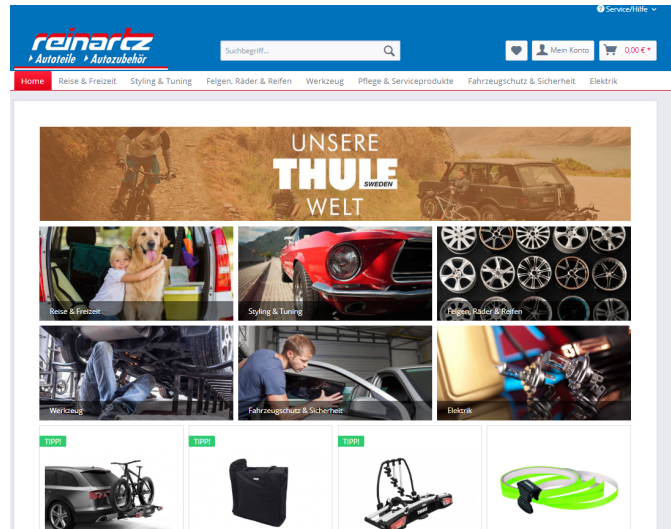 Service/Hilfe
reinartz
Autoteile Autozubehör
Suchbegriff...
Mein Konto
0,00 € *
Home Reise & Freizeit Styling & Tuning Felgen, Räder & Reifen Werkzeug Pflege & Serviceprodukte Fahrzeugschutz & Sicherheit Elektrik
UNSERE
THULE
SWEDEN
WELT
Reise & Freizeit
Styling & Tuning
Felgen, Räder & Reifen
Werkzeug
Fahrzeugschutz & Sicherheit
Elektrik
TIPP!
TIPP!
TIPP!